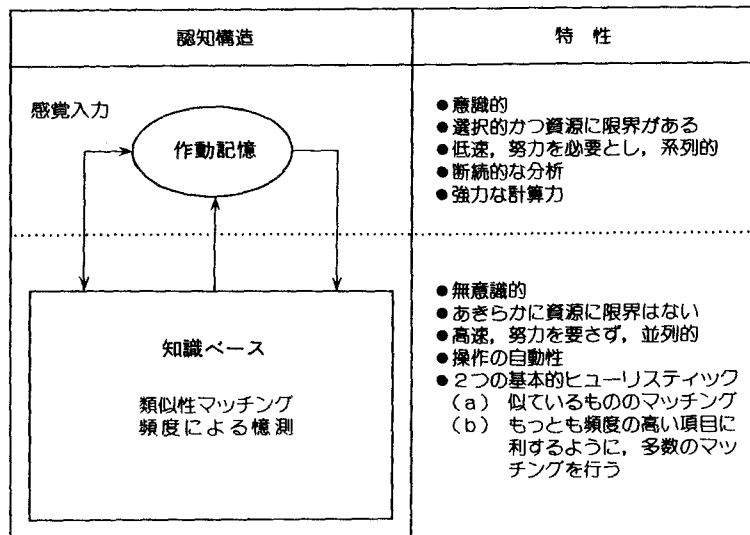 認知構造
特 性
感覚入力
作動記憶
●意識的
●選択的かつ資源に限界がある
●低速，努力を必要とし，系列的
●断続的な分析
●強力な計算力
知識ベース
類似性マッチング
頻度による憶測
●無意識的
●あきらかに資源に限界はない
●高速，努力を要さず，並列的
●操作の自動性
●２つの基本的ヒューリスティック
（a） 似ているもののマッチング
（b） もっとも頻度の高い項目に
利するように，多数のマッ
チングを行う